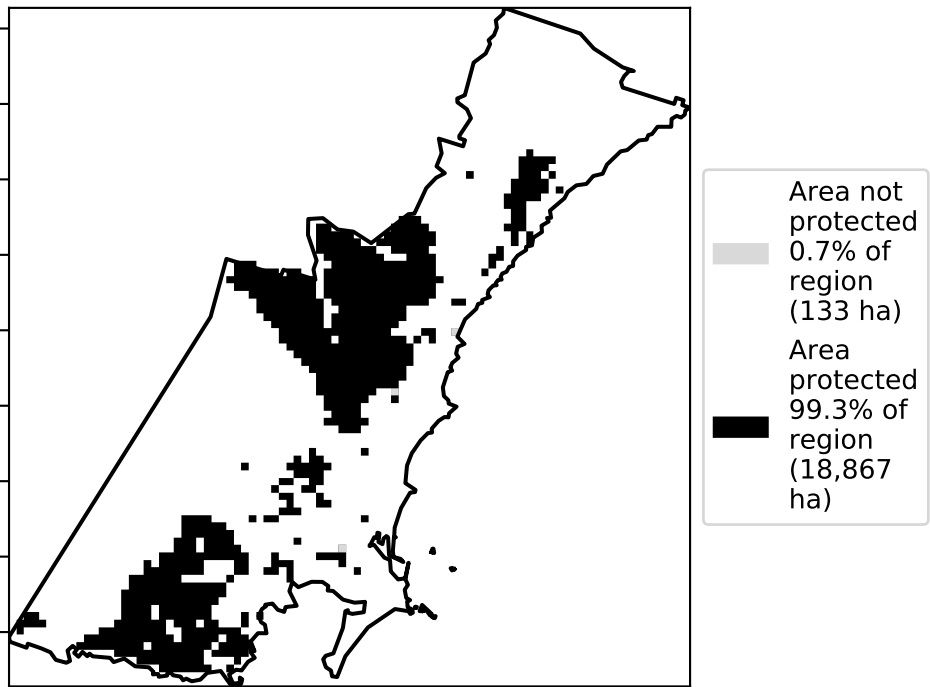 Area not
protected
0.7% of
region
(133 ha)
Area
protected
99.3% of
region
(18,867
ha)